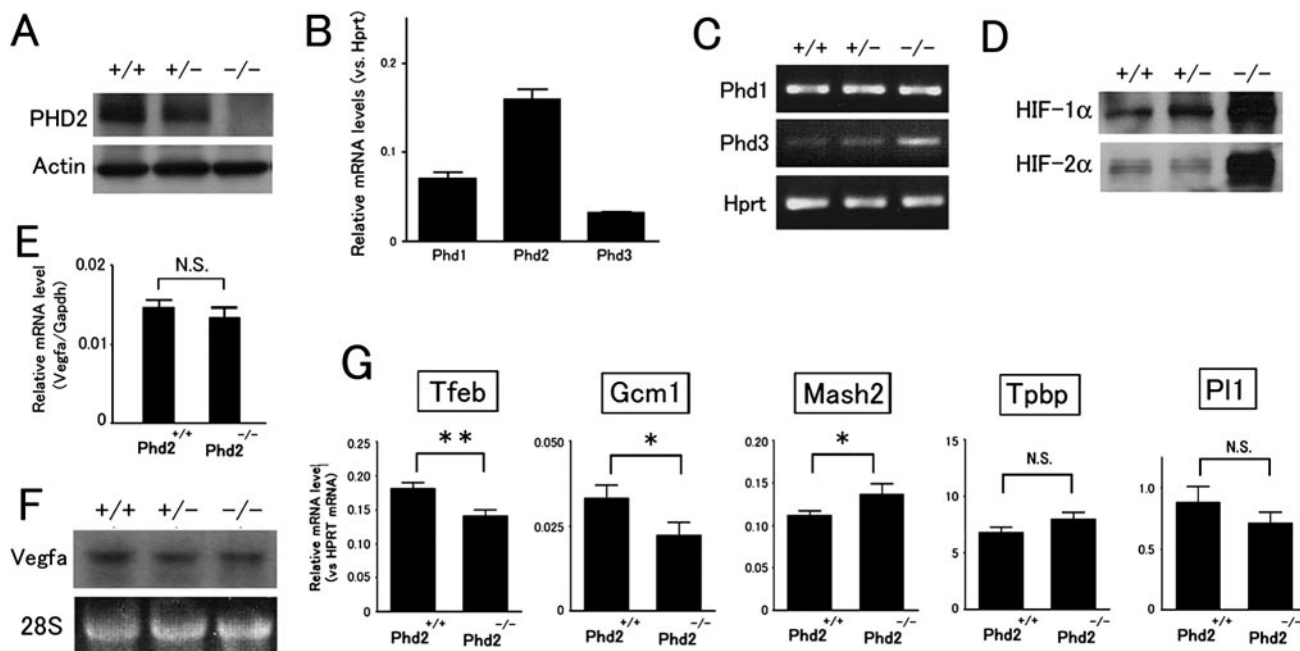 A
+/+ +/− −/−
PHD2
Actin
B
Relative mRNA levels (vs. Hprt)
0.2
0.1
0
Phd1 Phd2 Phd3
C
+/+ +/− −/−
Phd1
Phd3
Hprt
D
+/+ +/− −/−
HIF-1α
HIF-2α
E
Relative mRNA level
(Vegfa/Gapdh)
0.02
0.01
0
N.S.
Phd2+/+ Phd2−/−
F
+/+ +/− −/−
Vegfa
28S
G
Relative mRNA level
(vs HPRT mRNA)
Tfeb
**
0.25
0.20
0.15
0.10
0.05
0
Phd2+/+ Phd2−/−
Gcm1
*
0.050
0.025
0
Phd2+/+ Phd2−/−
Mash2
*
0.20
0.15
0.10
0.05
0
Phd2+/+ Phd2−/−
Tpbp
N.S.
15
10
5
0
Phd2+/+ Phd2−/−
Pl1
N.S.
1.0
0.5
0
Phd2+/+ Phd2−/−